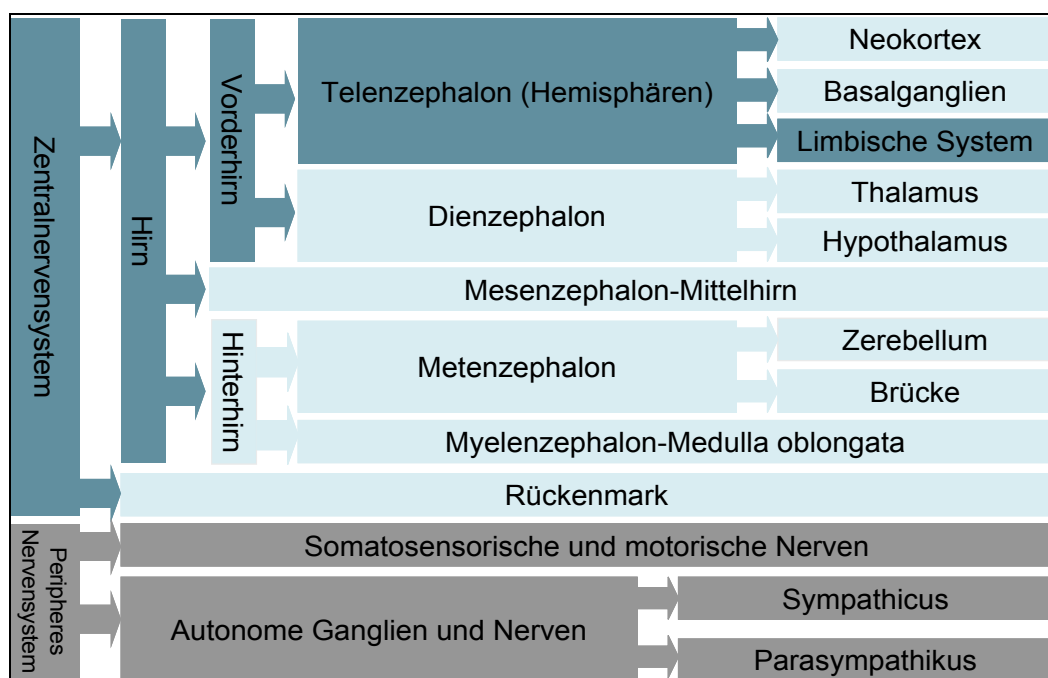 Zentralnervensystem
Hirn
Vorderhirn
Telenzephalon (Hemisphären)
Neokortex
Basalganglien
Limbische System
Dienzephalon
Thalamus
Hypothalamus
Mesenzephalon-Mittelhirn
Hinterhirn
Metenzephalon
Zerebellum
Brücke
Myelenzephalon-Medulla oblongata
Rückenmark
Peripheres
Nervensystem
Somatosensorische und motorische Nerven
Autonome Ganglien und Nerven
Sympathicus
Parasympathikus